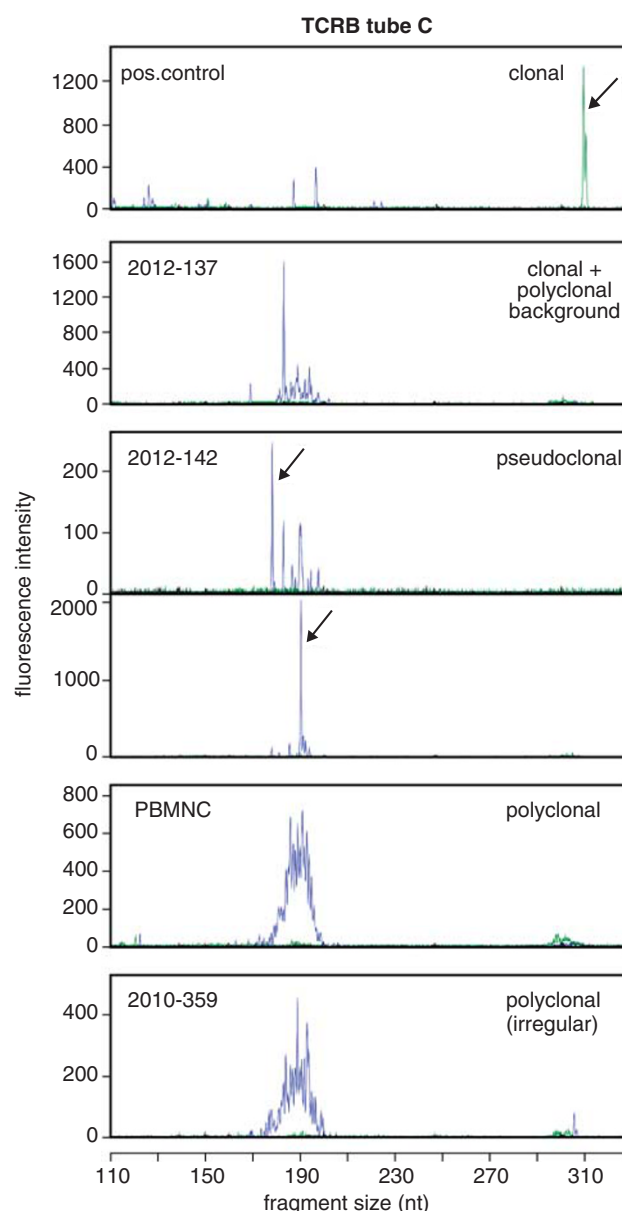 TCRB tube C
pos.control
clonal
1200
800
400
0
2012-137
clonal +
polyclonal
background
1600
1200
800
400
0
2012-142
pseudoclonal
200
100
0
2000
1000
0
fluorescence intensity
PBMNC
polyclonal
800
600
400
200
0
2010-359
polyclonal
(irregular)
400
200
0
110 150 190 230 270 310
fragment size (nt)